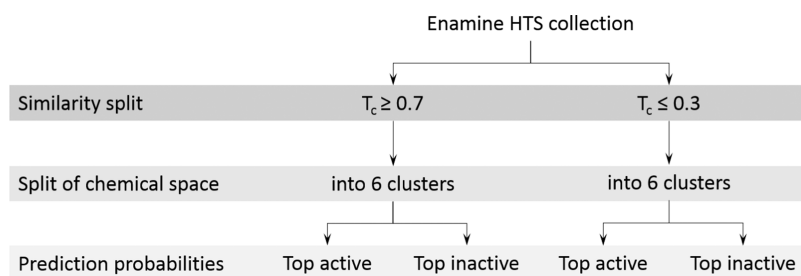 Enamine HTS collection
Similarity split Tc ≥ 0.7 Tc ≤ 0.3
Split of chemical space into 6 clusters into 6 clusters
Prediction probabilities Top active Top inactive Top active Top inactive